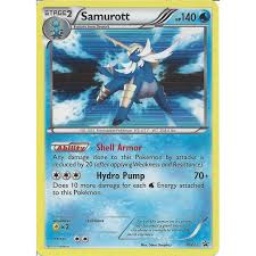 STAGE2
Samurott
HP140
Ability Shell Armor
Any damage done to this Pokémon by attacks is
reduced by 20 (after applying Weakness and Resistance).
Hydro Pump 70+
Does 10 more damage for each Energy attached
to this Pokémon.
×2